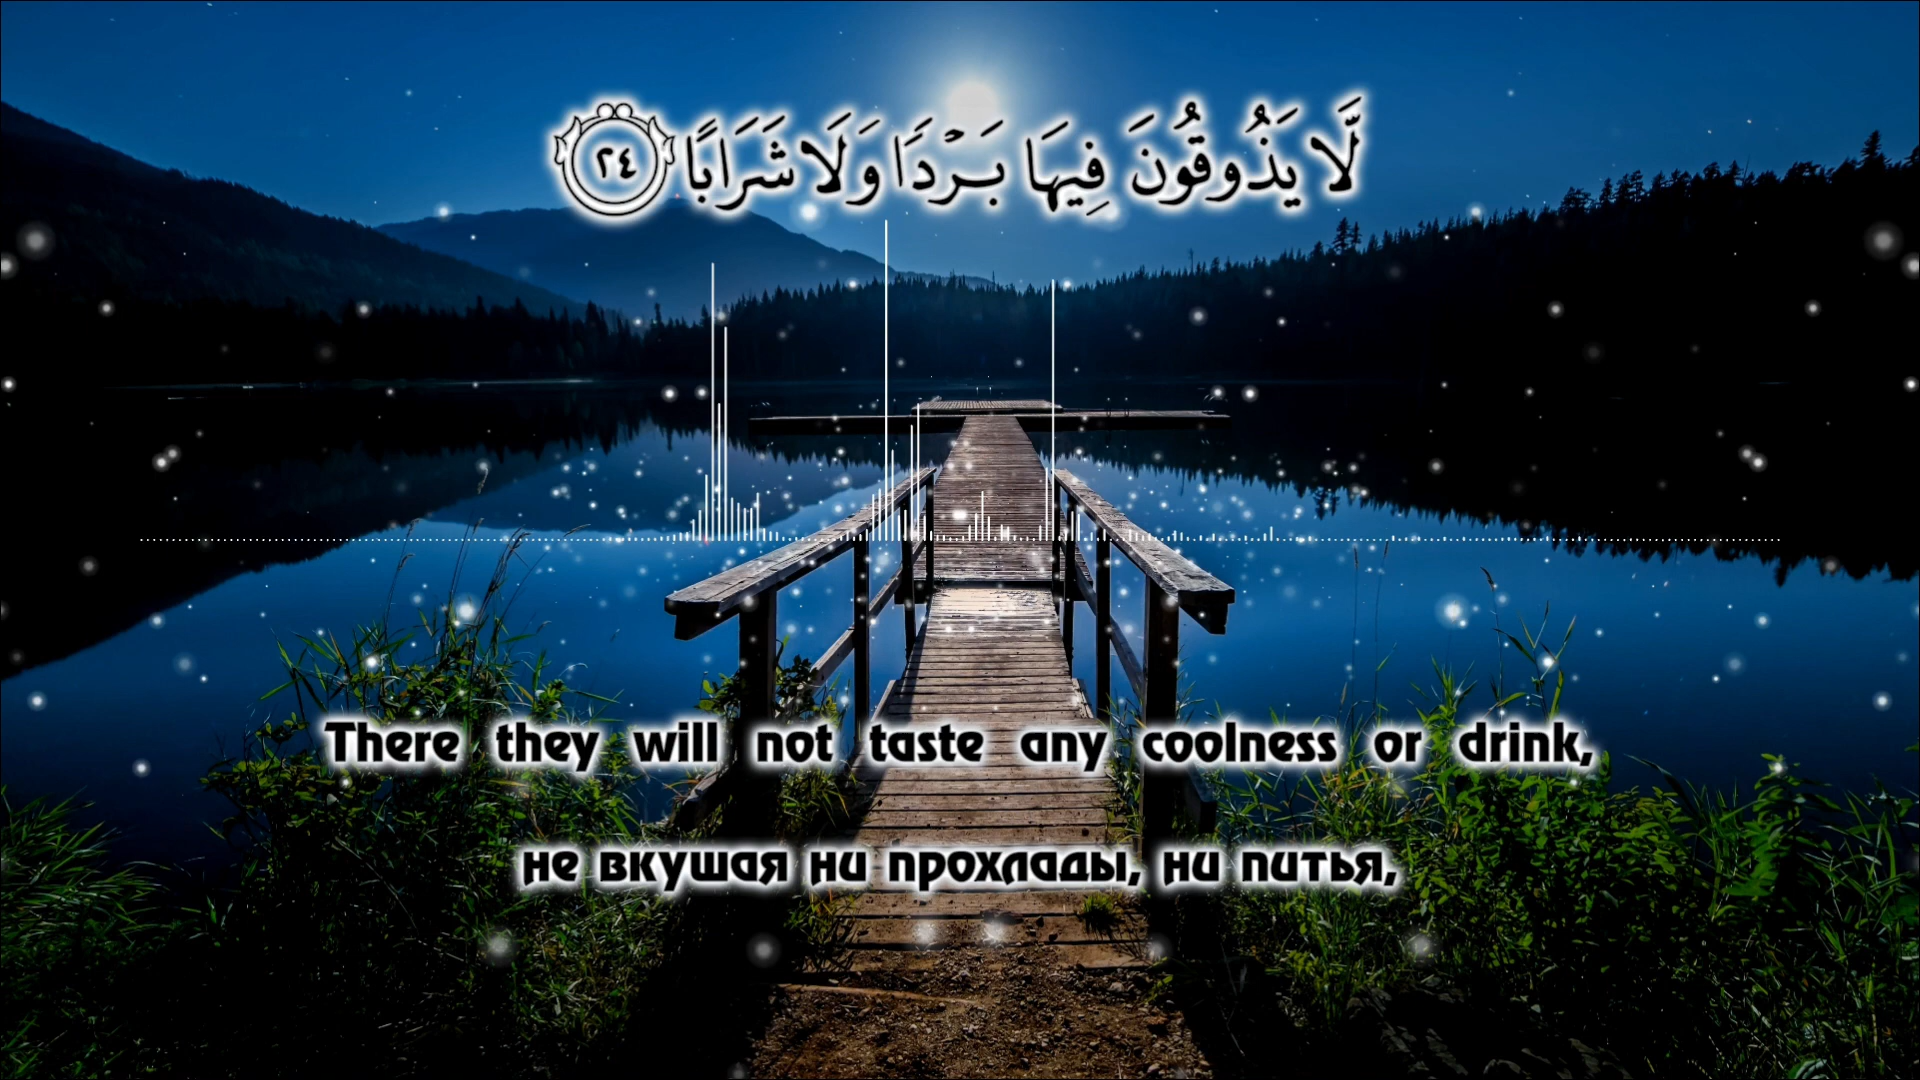 لَّا يَذُوقُونَ فِيهَا بَرْدًا وَلَا شَرَابًا ٢٤
There they will not taste any coolness or drink,
не вкушая ни прохлады, ни питья,